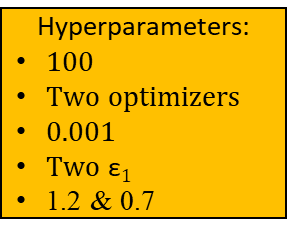 Hyperparameters:
• 100
• Two optimizers
• 0.001
• Two ε₁
• 1.2 & 0.7